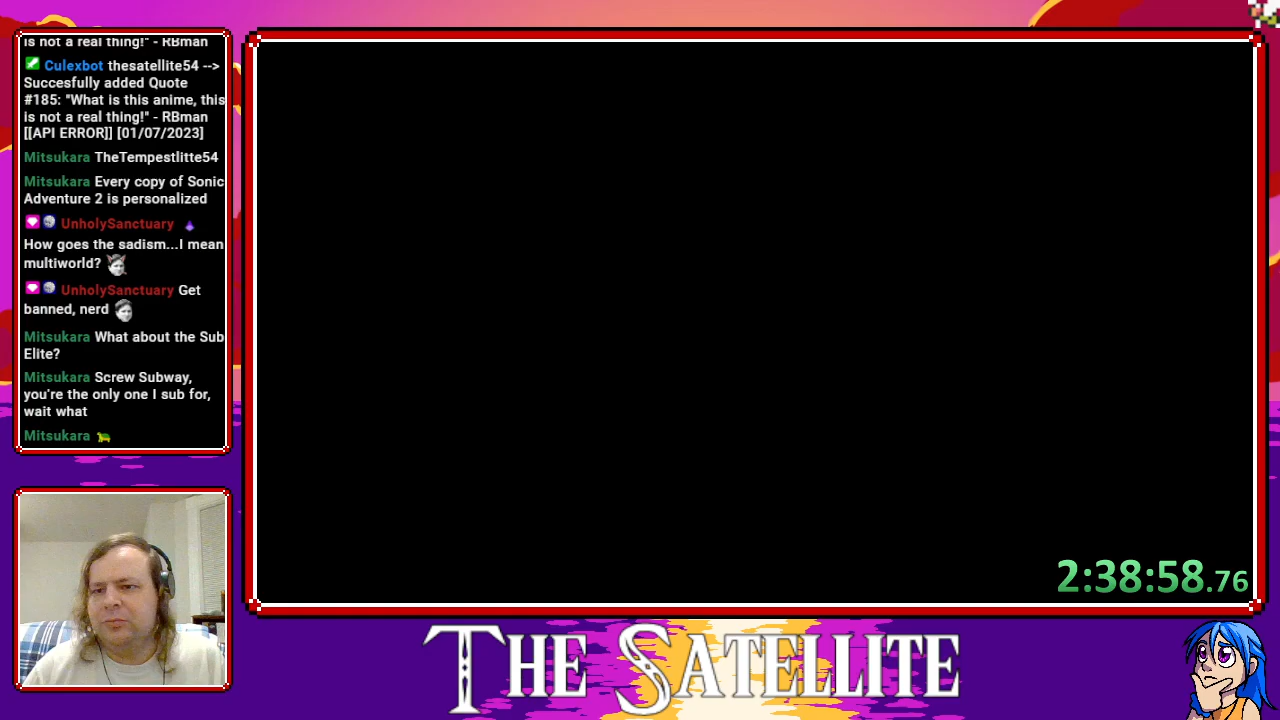 is not a real thing!" - RBman
Culexbot thesatellite54 -->
Succesfully added Quote
#185: "What is this anime, this
is not a real thing!" - RBman
[[API ERROR]] [01/07/2023]
Mitsukara TheTempestlitte54
Mitsukara Every copy of Sonic
Adventure 2 is personalized
UnholySanctuary
How goes the sadism...I mean
multiworld?
UnholySanctuary Get
banned, nerd
Mitsukara What about the Sub
Elite?
Mitsukara Screw Subway,
you're the only one I sub for,
wait what
Mitsukara
2:38:58.76
THE SATELLITE